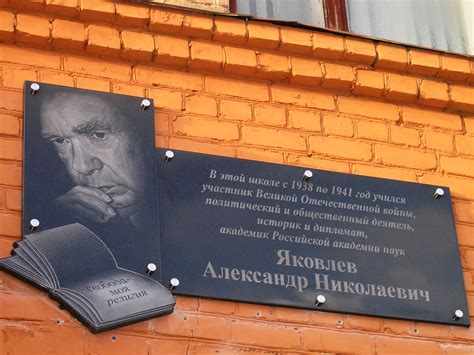 В этой школе с 1938 по 1941 год учился
участник Великой Отечественной войны,
политический и общественный деятель,
историк и дипломат,
академик Российской академии наук
Яковлев
Александр Николаевич
свобода -
моя
религия